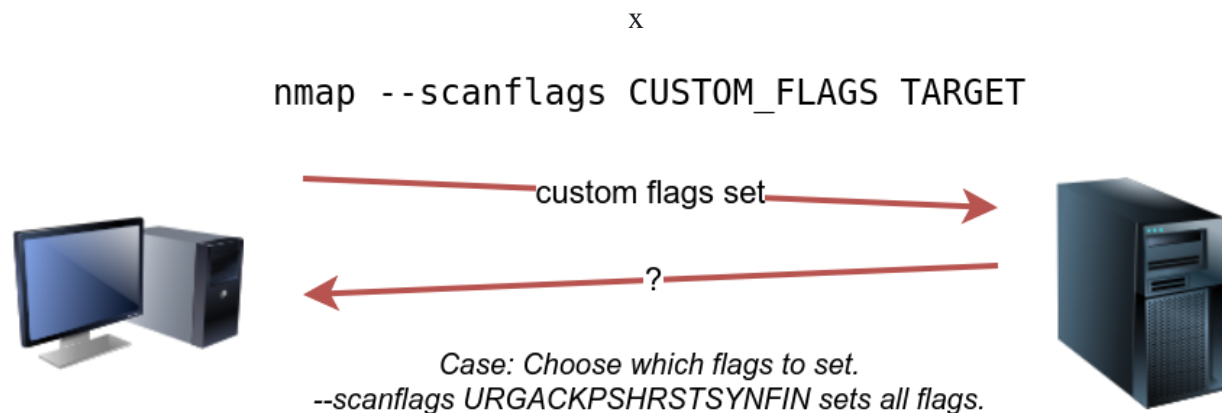 x
nmap --scanflags CUSTOM_FLAGS TARGET
custom flags set
?
Case: Choose which flags to set.
--scanflags URGACKPSHRSTSYNFIN sets all flags.